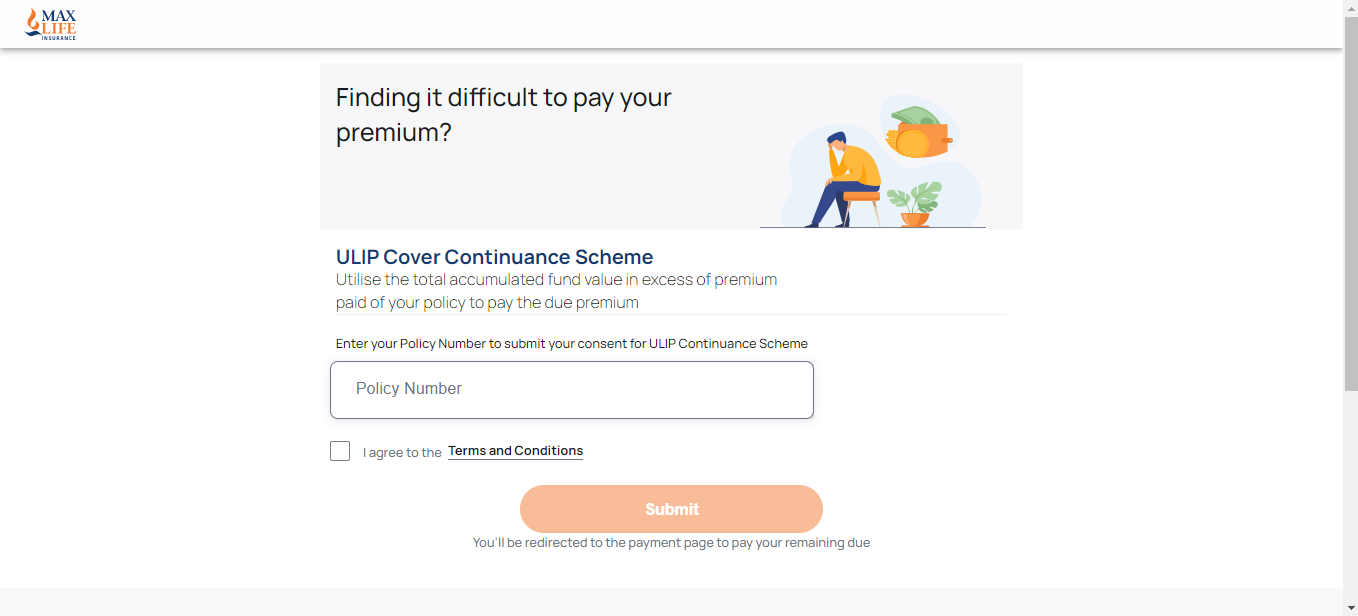 MAX
LIFE
INSURANCE
Finding it difficult to pay your
premium?
ULIP Cover Continuance Scheme
Utilise the total accumulated fund value in excess of premium
paid of your policy to pay the due premium
Enter your Policy Number to submit your consent for ULIP Continuance Scheme
Policy Number
I agree to the Terms and Conditions
Submit
You'll be redirected to the payment page to pay your remaining due